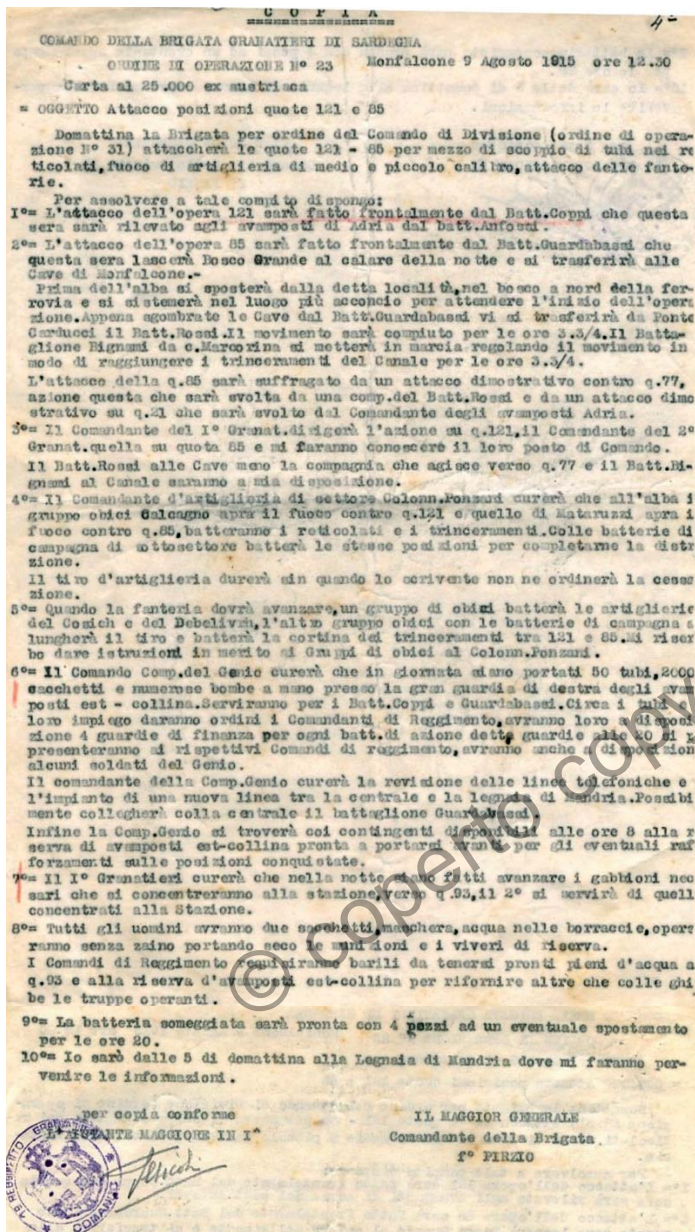 C O P I A
4=
COMANDO DELLA BRIGATA GRANATIERI DI SARDEGNA
ORDINE DI OPERAZIONE N° 23 Monfalcone 9 Agosto 1915 ore 12.30
Carta al 25.000 ex austriaca
= OGGETTO Attacco posizioni quote 121 e 85
Domattina la Brigata per ordine del Comando di Divisione (ordine di opera-
zione N° 31) attaccherà le quote 121 - 85 per mezzo di scoppio di tubi nei re
ticolati, fuoco di artiglieria di medio e piccolo calibro, attacco delle fante-
rie.
Per assolvere a tale compito dispongo:
I°= L'attacco dell'opera 121 sarà fatto frontalmente dal Batt.Coppi che questa
sera sarà rilevato agli avamposti di Adria dal batt.Anfossi.
2°= L'attacco dell'opera 85 sarà fatto frontalmente dal Batt.Guardabassi che
questa sera lascerà Bosco Grande al calare della notte e si trasferirà alle
Cave di Monfalcone.-
Prima dell'alba si sposterà dalla detta località, nel bosco a nord della fer-
rovia e si sistemerà nel luogo più acconcio per attendere l'inizio dell'opera
zione.Appena sgombrate le Cave dal Batt.Guardabassi vi si trasferirà da Ponte
Carducci il Batt.Rossi.Il movimento sarà compiuto per le ore 3.3/4.Il Batta-
glione Bignami da c.Marcorina si metterà in marcia regolando il movimento in
modo di raggiungere i trinceramenti del Canale per le ore 3.3/4.
L'attacco della q.85 sarà suffragato da un attacco dimostrativo contro q.77,
azione questa che sarà svolta da una comp.del Batt.Rossi e da un attacco dimo
strativo su q.21 che sarà svolto dal Comandante degli avamposti Adria.
3°= Il Comandante del I° Granat.dirigerà l'azione su q.121,il Comandante del 2°
Granat.quella su quota 85 e mi faranno conoscere il loro posto di Comando.
Il Batt.Rossi alle Cave meno la compagnia che agisce verso q.77 e il Batt.Bi-
gnami al Canale saranno a mia disposizione.
4°= Il Comandante d'artiglieria di settore Colonn.Ponzani curerà che all'alba i
gruppo obici Calcagno apra il fuoco contro q.121 e quello di Mataruzzi apra i
fuoco contro q.85,batteranno i reticolati e i trinceramenti.Colle batterie di
campagna di sottosettore batterà le stesse posizioni per completarne la distr
zione.
Il tiro d'artiglieria durerà sin quando lo scrivente non ne ordinerà la cessa
zione.
5°= Quando la fanteria dovrà avanzare,un gruppo di obici batterà le artiglierie
del Cosich e del Debelivrh,l'altro gruppo obici con le batterie di campagna a
lungherà il tiro e batterà la cortina dei trinceramenti tra 121 e 85.Mi riser
bo dare istruzioni in merito ai Gruppi di obici al Colonn.Ponzani.
6°= Il Comando Comp.del Genio curerà che in giornata siano portati 50 tubi,2000
sacchetti e numerose bombe a mano presso la gran guardia di destra degli avam
posti est - collina.Serviranno per i Batt.Coppi e Guardabassi.Circa i tubi e
loro impiego daranno ordini i Comandanti di Reggimento,avranno loro a disposi
zione 4 guardie di finanza per ogni batt.di azione dette guardie alle 20 si
presenteranno ai rispettivi Comandi di reggimento,avranno anche a disposizion
alcuni soldati del Genio.
Il comandante della Comp.Genio curerà la revisione delle linee telefoniche e
l'impianto di una nuova linea tra la centrale e la Legnaia di Mandria.Possibi
mente collegherà colla centrale il battaglione Guardabassi.
Infine la Comp.Genio si troverà coi contingenti disponibili alle ore 8 alla r
serva di avamposti est-collina pronta a portarsi avanti per gli eventuali raf
forzamenti sulle posizioni conquistate.
7°= Il I° Granatieri curerà che nella notte siano fatti avanzare i gabbioni nec
sari che si concentreranno alla stazione,verso q.93,il 2° si servirà di quell
concentrati alla Stazione.
8°= Tutti gli uomini avranno due sacchetti,maschera,acqua nelle borraccie,opera
ranno senza zaino portando seco le munizioni e i viveri di riserva.
I Comandi di Reggimento requisiranno barili da tenersi pronti pieni d'acqua a
q.93 e alla riserva d'avamposti est-collina per rifornire altre che colle ghi
be le truppe operanti.
9°= La batteria someggiata sarà pronta con 4 pezzi ad un eventuale spostamento
per le ore 20.
10°= Io sarò dalle 5 di domattina alla Legnaia di Mandria dove mi faranno per-
venire le informazioni.
per copia conforme IL MAGGIOR GENERALE
L'AIUTANTE MAGGIORE IN I^ Comandante della Brigata
f° PIRZIO
1° REGGIMENTO GRANATIERI
COMANDO
© coperto copy